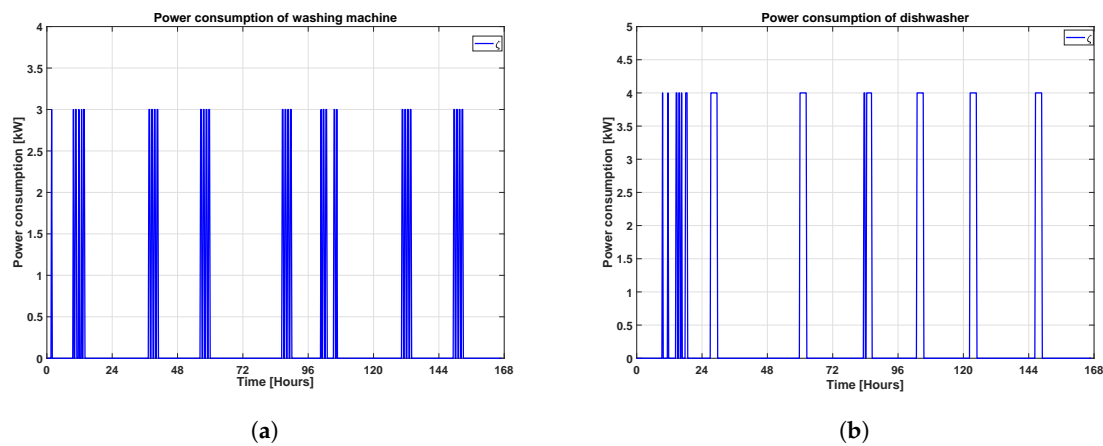 Power consumption of washing machine
4
3.5
3
2.5
2
1.5
1
0.5
0
Power consumption [kW]
ζ
0 24 48 72 96 120 144 168
Time [Hours]
(a)
Power consumption of dishwasher
5
4.5
4
3.5
3
2.5
2
1.5
1
0.5
0
Power consumption [kW]
ζ
0 24 48 72 96 120 144 168
Time [Hours]
(b)